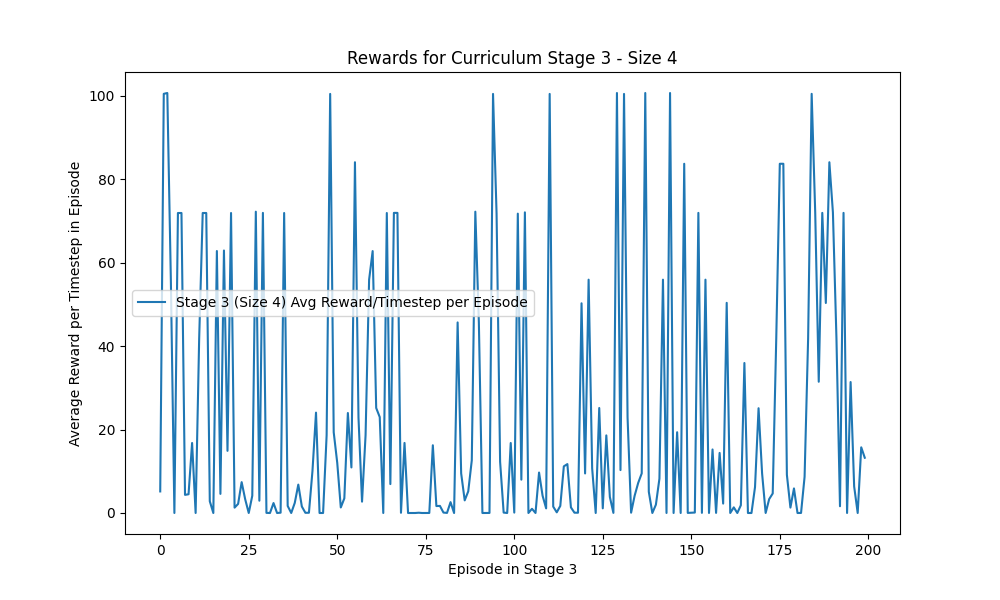 Rewards for Curriculum Stage 3 - Size 4
Average Reward per Timestep in Episode
100
80
60
40
20
0
Stage 3 (Size 4) Avg Reward/Timestep per Episode
0 25 50 75 100 125 150 175 200
Episode in Stage 3